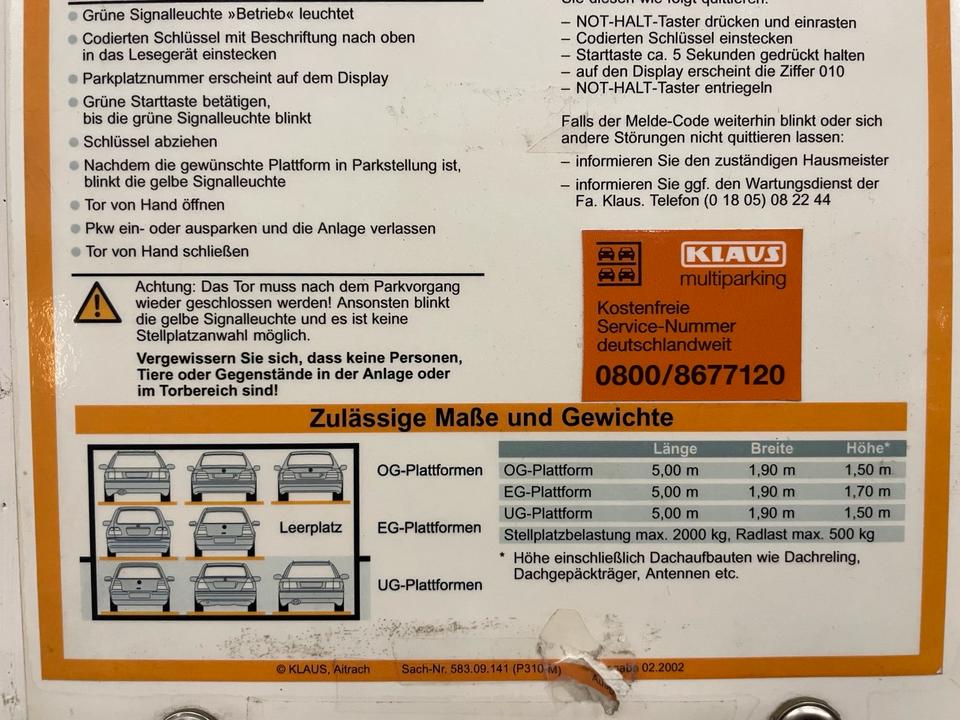 Grüne Signalleuchte »Betrieb« leuchtet
Codierten Schlüssel mit Beschriftung nach oben
in das Lesegerät einstecken
Parkplatznummer erscheint auf dem Display
Grüne Starttaste betätigen,
bis die grüne Signalleuchte blinkt
Schlüssel abziehen
Nachdem die gewünschte Plattform in Parkstellung ist,
blinkt die gelbe Signalleuchte
Tor von Hand öffnen
Pkw ein- oder ausparken und die Anlage verlassen
Tor von Hand schließen
Achtung: Das Tor muss nach dem Parkvorgang
wieder geschlossen werden! Ansonsten blinkt
die gelbe Signalleuchte und es ist keine
Stellplatzanwahl möglich.
Vergewissern Sie sich, dass keine Personen,
Tiere oder Gegenstände in der Anlage oder
im Torbereich sind!
Sie diesen wie folgt quittieren:
– NOT-HALT-Taster drücken und einrasten
– Codierten Schlüssel einstecken
– Starttaste ca. 5 Sekunden gedrückt halten
– auf den Display erscheint die Ziffer 010
– NOT-HALT-Taster entriegeln
Falls der Melde-Code weiterhin blinkt oder sich
andere Störungen nicht quittieren lassen:
– informieren Sie den zuständigen Hausmeister
– informieren Sie ggf. den Wartungsdienst der
Fa. Klaus. Telefon (0 18 05) 08 22 44
KLAUS
multiparking
Kostenfreie
Service-Nummer
deutschlandweit
0800/8677120
Zulässige Maße und Gewichte
OG-Plattformen
Leerplatz
EG-Plattformen
UG-Plattformen
Länge Breite Höhe*
OG-Plattform 5,00 m 1,90 m 1,50 m
EG-Plattform 5,00 m 1,90 m 1,70 m
UG-Plattform 5,00 m 1,90 m 1,50 m
Stellplatzbelastung max. 2000 kg, Radlast max. 500 kg
* Höhe einschließlich Dachaufbauten wie Dachreling,
Dachgepäckträger, Antennen etc.
© KLAUS, Aitrach Sach-Nr. 583.09.141 (P310-M) 02.2002